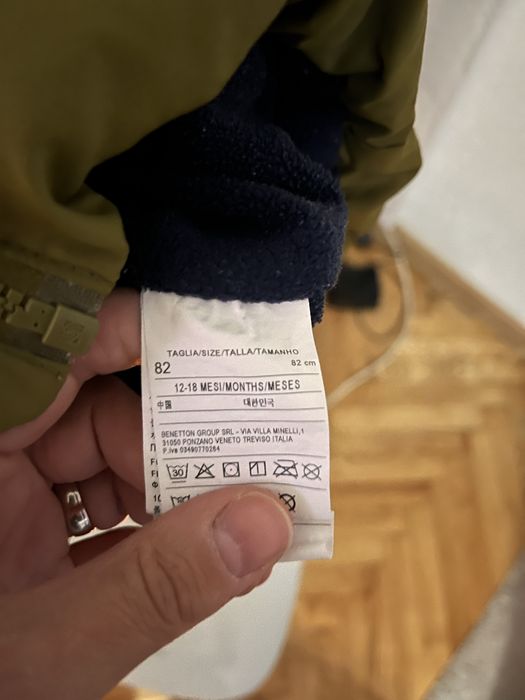 TAGLIA/SIZE/TALLA/TAMANHO
82 82 cm
12-18 MESI/MONTHS/MESES
中国 대한민국
BENETTON GROUP SRL - VIA VILLA MINELLI,1
31050 PONZANO VENETO TREVISO ITALIA
P.iva 03490770264
30